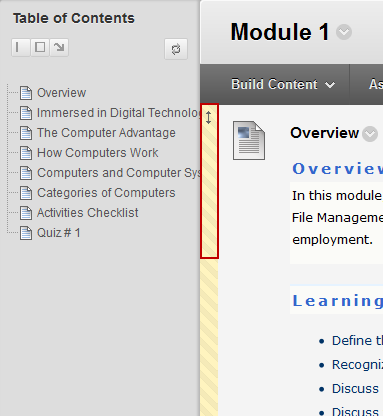 Table of Contents
Overview
Immersed in Digital Technolo
The Computer Advantage
How Computers Work
Computers and Computer Sys
Categories of Computers
Activities Checklist
Quiz # 1
Module 1
Build Content
As
Overview
Overview
In this module
File Manageme
employment.
Learning
Define th
Recogniz
Discuss
Discuss